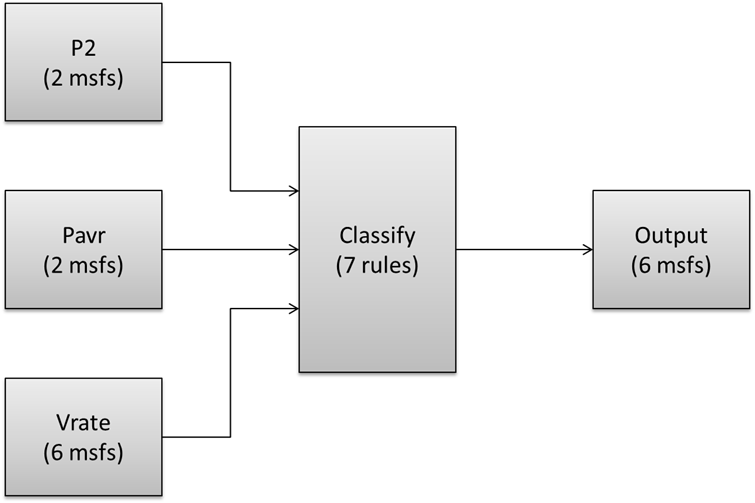 P2
(2 msfs)
Pavr
(2 msfs)
Vrate
(6 msfs)
Classify
(7 rules)
Output
(6 msfs)